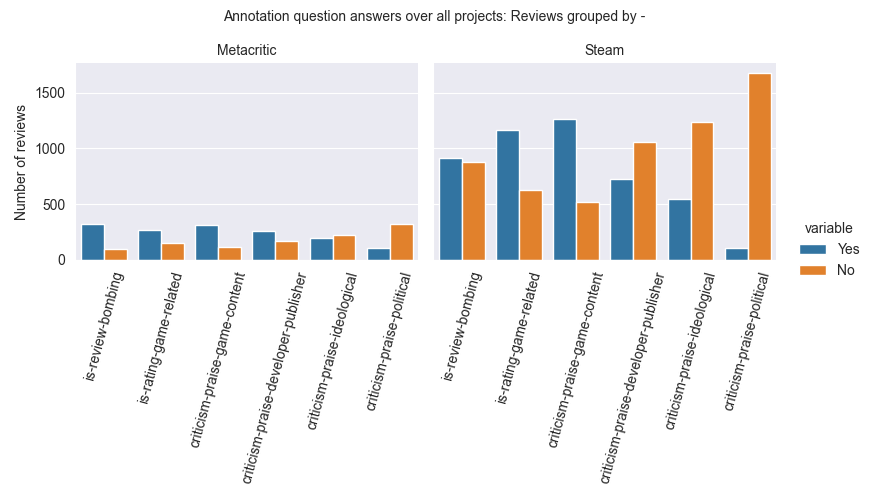 Annotation question answers over all projects: Reviews grouped by -
Metacritic
Steam
Number of reviews
1500
1000
500
0
is-review-bombing
is-rating-game-related
criticism-praise-game-content
criticism-praise-developer-publisher
criticism-praise-ideological
criticism-praise-political
is-review-bombing
is-rating-game-related
criticism-praise-game-content
criticism-praise-developer-publisher
criticism-praise-ideological
criticism-praise-political
variable
Yes
No